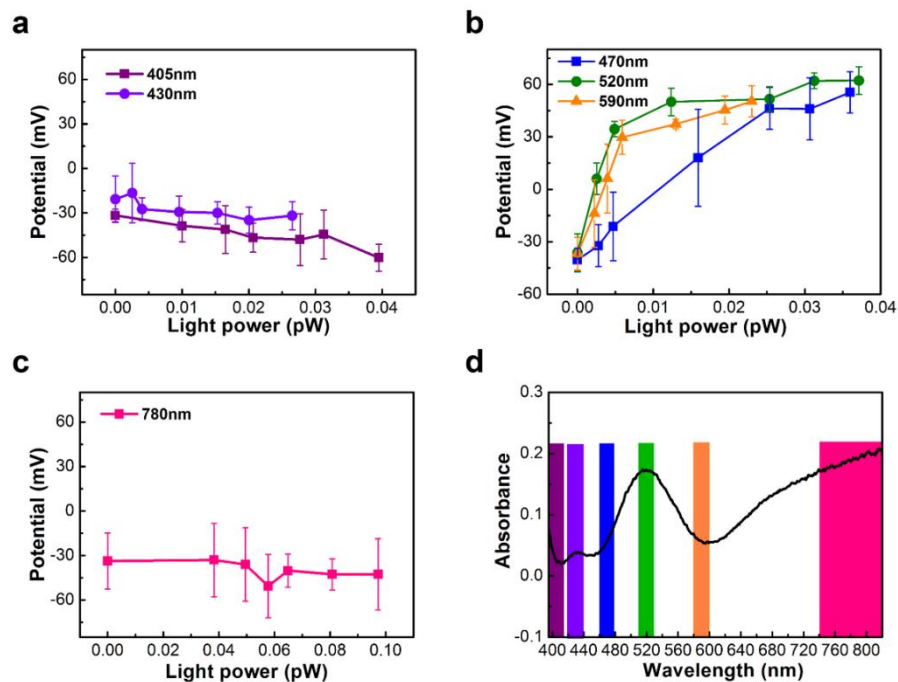 a
405nm
430nm
Potential (mV)
60
30
0
-30
-60
0.00 0.01 0.02 0.03 0.04
Light power (pW)
b
470nm
520nm
590nm
Potential (mV)
60
30
0
-30
-60
0.00 0.01 0.02 0.03 0.04
Light power (pW)
c
780nm
Potential (mV)
60
30
0
-30
-60
0.00 0.02 0.04 0.06 0.08 0.10
Light power (pW)
d
Absorbance
0.3
0.2
0.1
0.0
-0.1
400 440 480 520 560 600 640 680 720 760 800
Wavelength (nm)